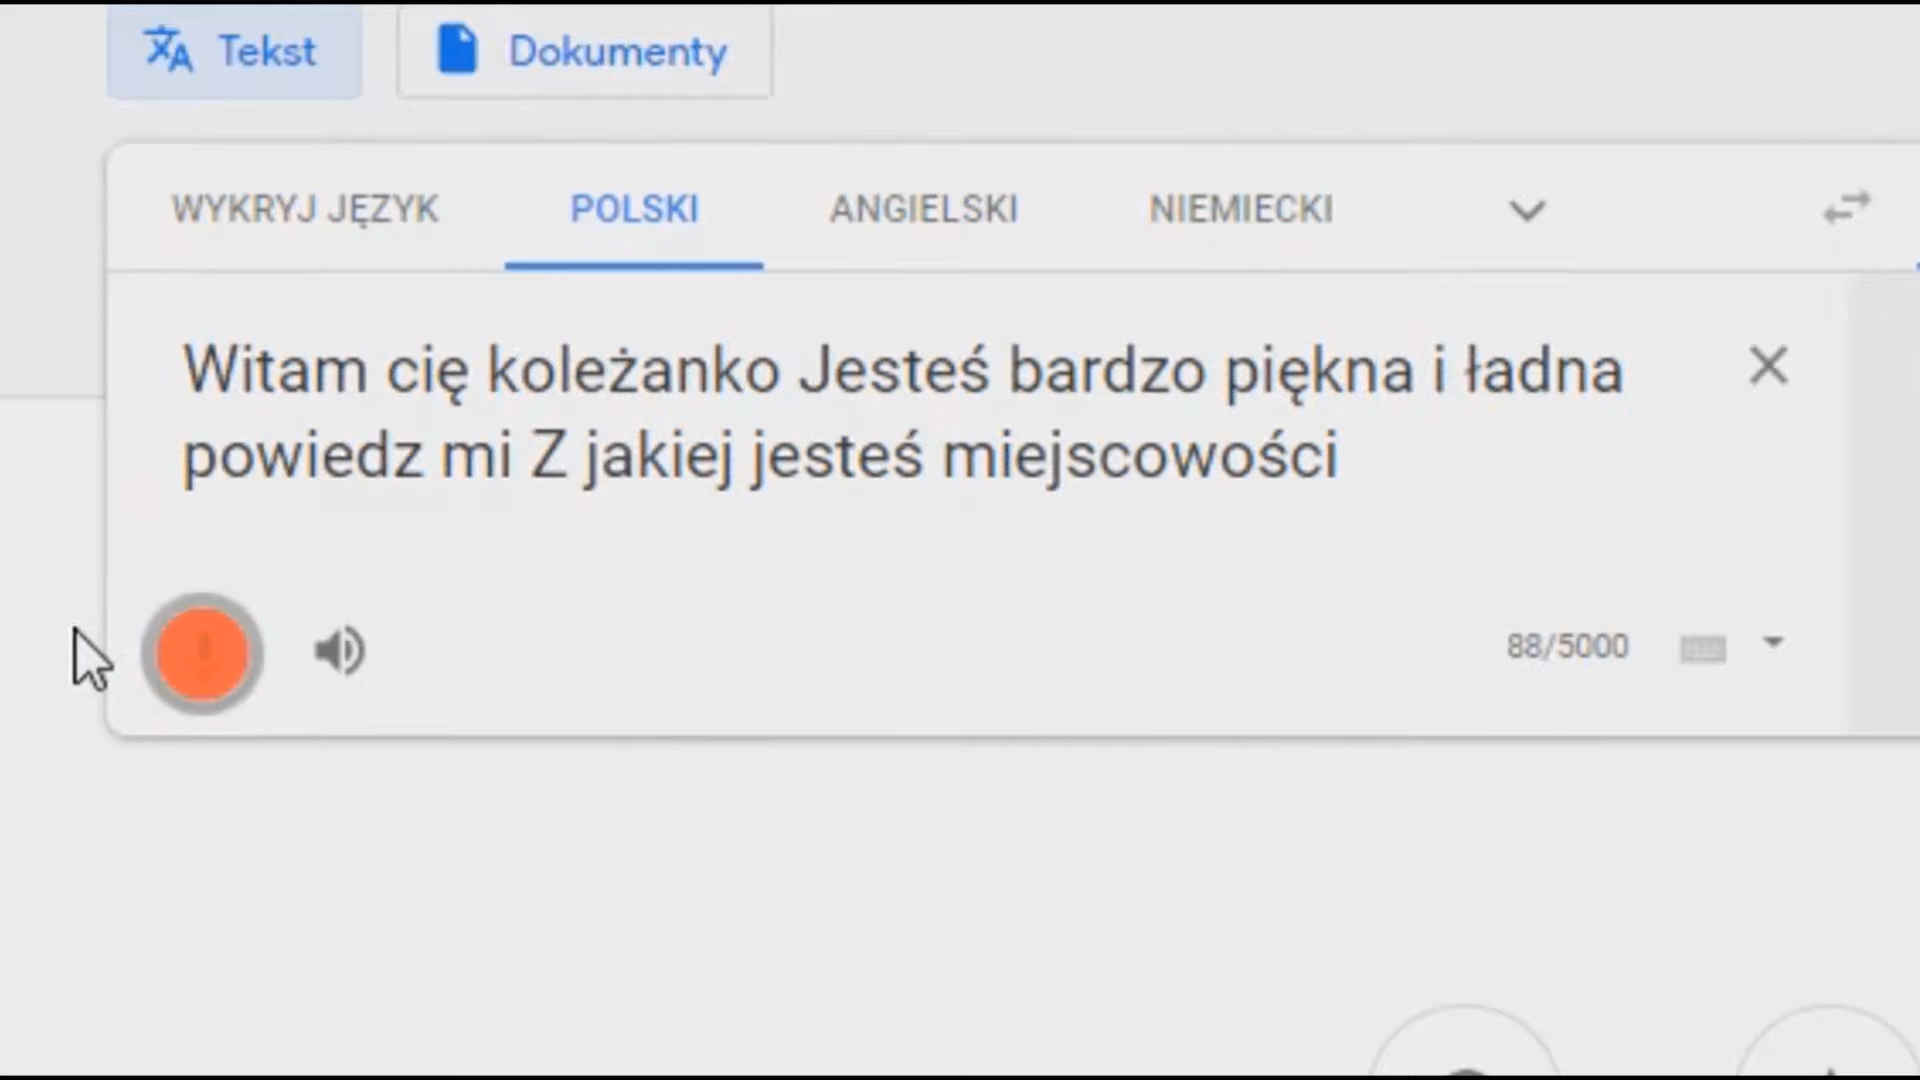 Tekst
Dokumenty
WYKRYJ JĘZYK
POLSKI
ANGIELSKI
NIEMIECKI
Witam cię koleżanko Jesteś bardzo piękna i ładna
powiedz mi Z jakiej jesteś miejscowości
88/5000